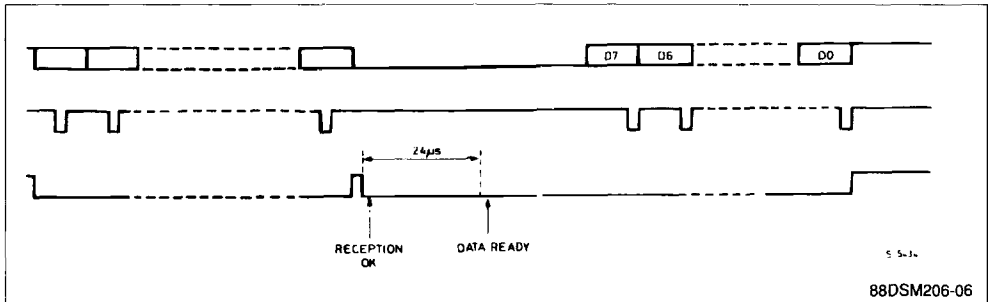 D7 D6 D0
24µs
RECEPTION
OK
DATA READY
88DSM206-06